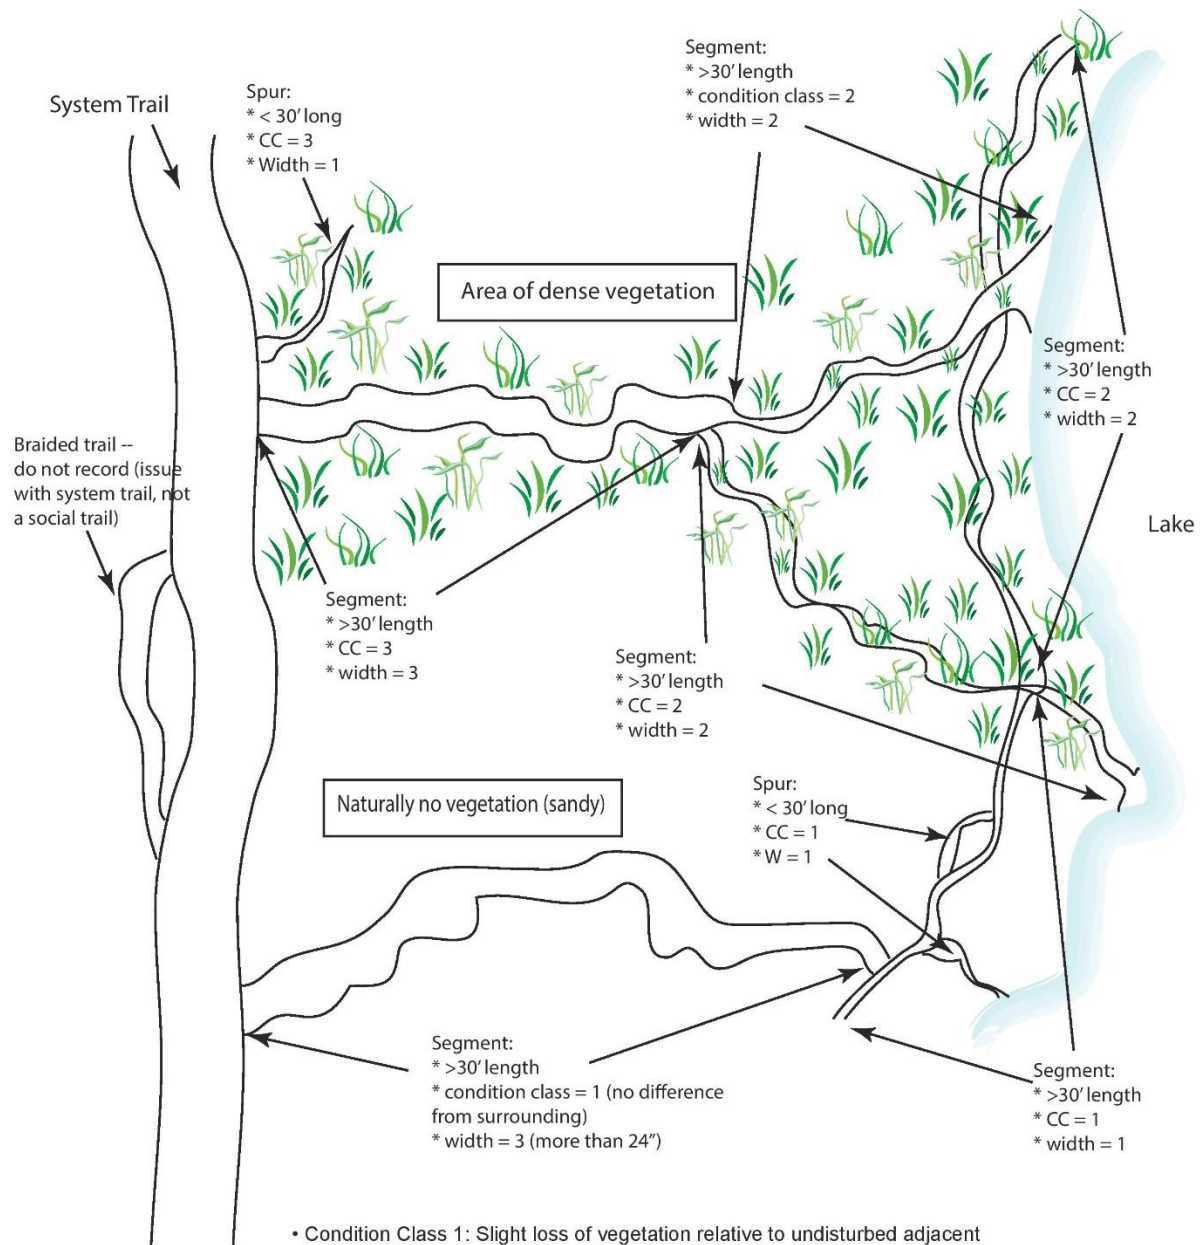 System Trail
Spur:
* < 30’ long
* CC = 3
* Width = 1
Segment:
* >30’ length
* condition class = 2
* width = 2
Area of dense vegetation
Segment:
* >30’ length
* CC = 2
* width = 2
Braided trail --
do not record (issue
with system trail, not
a social trail)
Lake
Segment:
* >30’ length
* CC = 3
* width = 3
Segment:
* >30’ length
* CC = 2
* width = 2
Naturally no vegetation (sandy)
Spur:
* < 30’ long
* CC = 1
* W = 1
Segment:
* >30’ length
* condition class = 1 (no difference
from surrounding)
* width = 3 (more than 24”)
Segment:
* >30’ length
* CC = 1
* width = 1
• Condition Class 1: Slight loss of vegetation relative to undisturbed adjacent